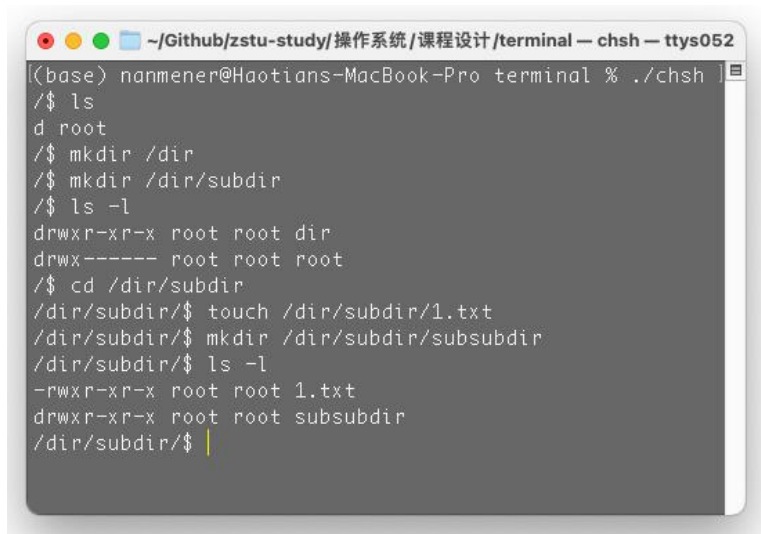 ~/Github/zstu-study/操作系统/课程设计/terminal — chsh — ttys052
[(base) nanmener@Haotians-MacBook-Pro terminal % ./chsh ]
/$ ls
d root
/$ mkdir /dir
/$ mkdir /dir/subdir
/$ ls -l
drwxr-xr-x root root dir
drwx------ root root root
/$ cd /dir/subdir
/dir/subdir/$ touch /dir/subdir/1.txt
/dir/subdir/$ mkdir /dir/subdir/subsubdir
/dir/subdir/$ ls -l
-rwxr-xr-x root root 1.txt
drwxr-xr-x root root subsubdir
/dir/subdir/$